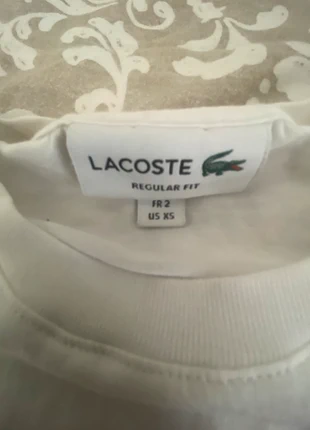 LACOSTE
REGULAR FIT
FR 2
US XS